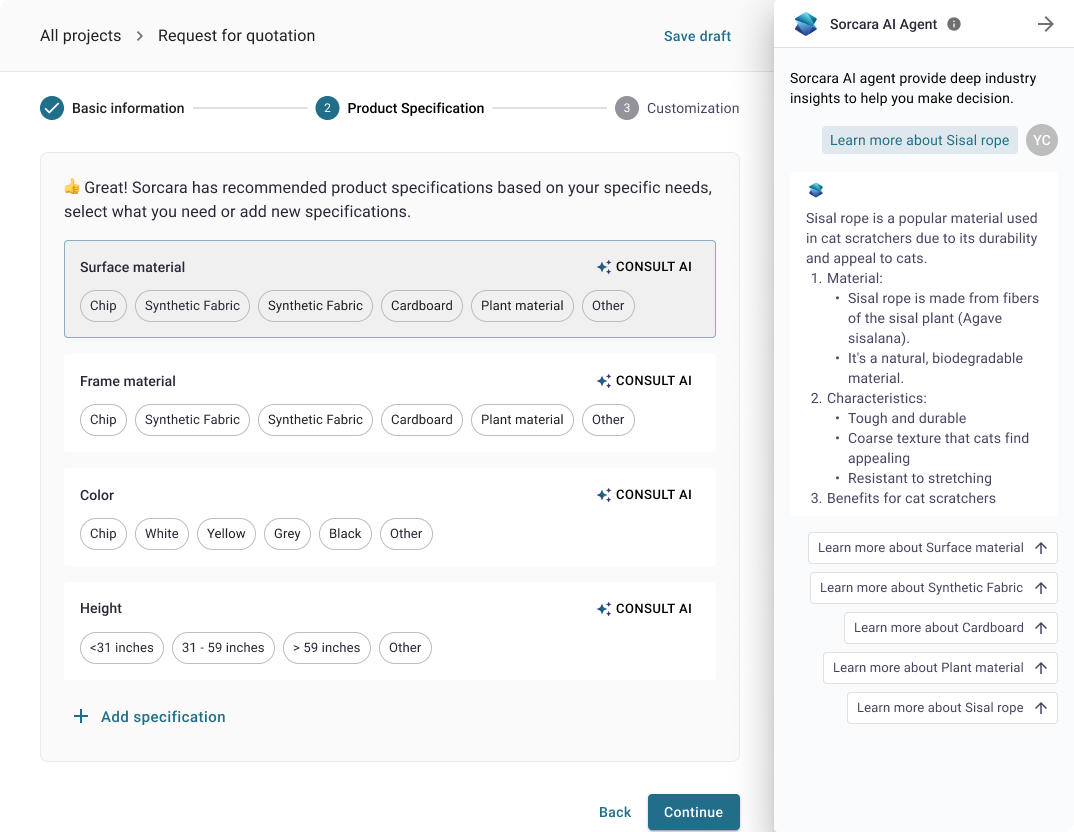 All projects > Request for quotation
Save draft
Basic information
2 Product Specification
3 Customization
👍 Great! Sorcara has recommended product specifications based on your specific needs,
select what you need or add new specifications.
Surface material
CONSULT AI
Chip Synthetic Fabric Synthetic Fabric Cardboard Plant material Other
Frame material
CONSULT AI
Chip Synthetic Fabric Synthetic Fabric Cardboard Plant material Other
Color
CONSULT AI
Chip White Yellow Grey Black Other
Height
CONSULT AI
<31 inches 31 - 59 inches > 59 inches Other
+ Add specification
Back
Continue
Sorcara AI Agent
Sorcara AI agent provide deep industry
insights to help you make decision.
Learn more about Sisal rope
YC
Sisal rope is a popular material used
in cat scratchers due to its durability
and appeal to cats.
1. Material:
• Sisal rope is made from fibers
of the sisal plant (Agave
sisalana).
• It's a natural, biodegradable
material.
2. Characteristics:
• Tough and durable
• Coarse texture that cats find
appealing
• Resistant to stretching
3. Benefits for cat scratchers
Learn more about Surface material
Learn more about Synthetic Fabric
Learn more about Cardboard
Learn more about Plant material
Learn more about Sisal rope